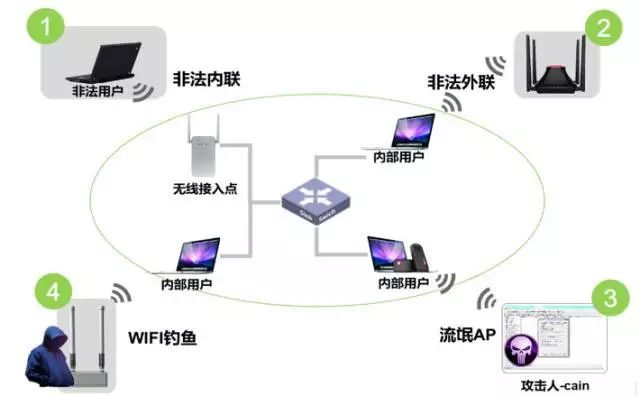 1
非法用户
非法内联
非法外联
2
无线接入点
内部用户
内部用户
内部用户
4
WIFI钓鱼
流氓AP
3
攻击人-cain